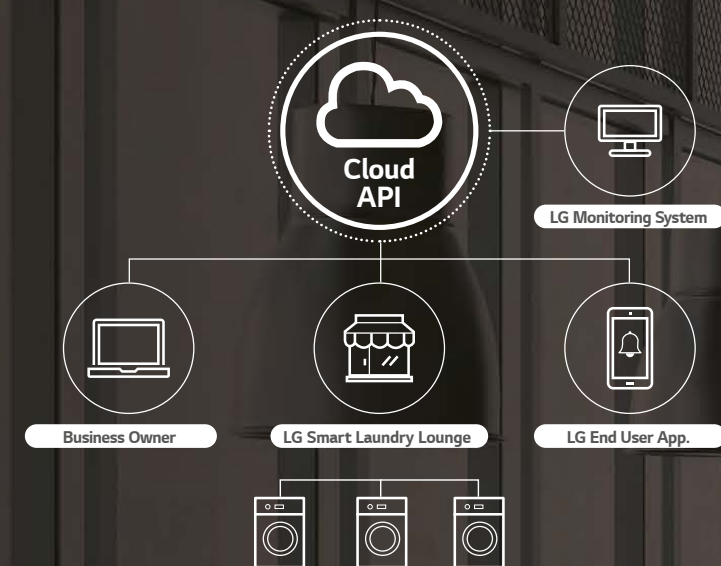 Cloud
API
LG Monitoring System
Business Owner
LG Smart Laundry Lounge
LG End User App.